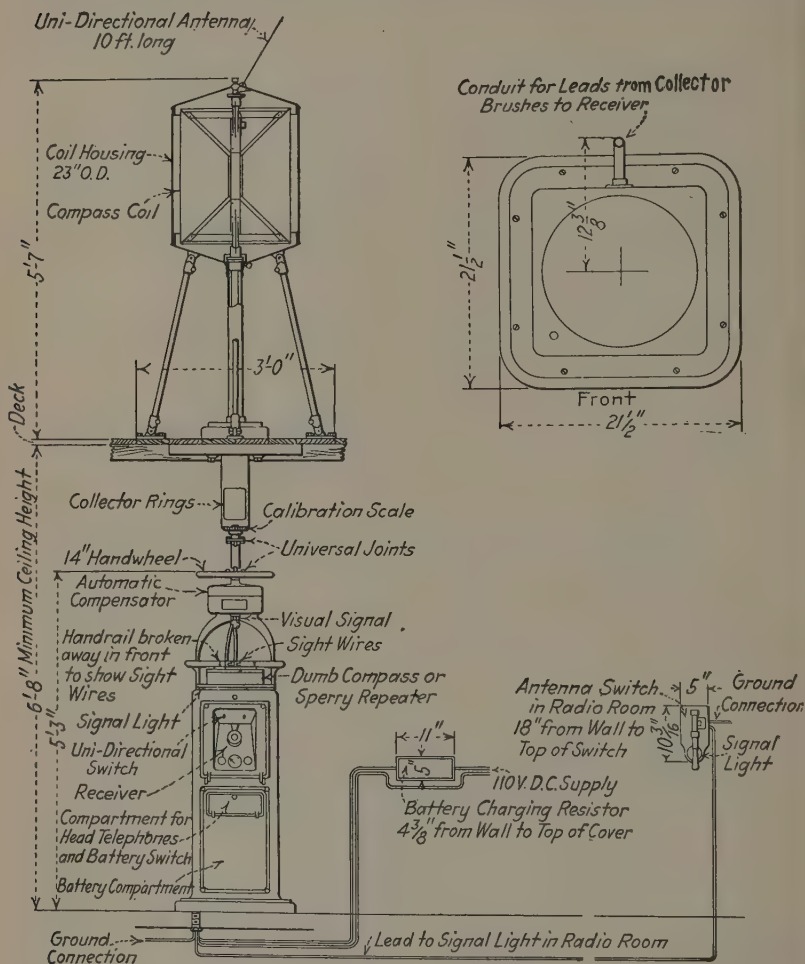 Uni-Directional Antenna
10 ft. long
5'-7"
Coil Housing
23" O.D.
Compass Coil
3'-0"
Deck
Conduit for Leads from Collector
Brushes to Receiver
12 3/8"
21 1/2"
Front
21 1/2"
6'-8" Minimum Ceiling Height
Collector Rings
Calibration Scale
Universal Joints
14" Handwheel
Automatic
Compensator
Visual Signal
Sight Wires
Handrail broken
away in front
to show Sight
Wires
Dumb Compass or
Sperry Repeater
5'-3"
Signal Light
Uni-Directional
Switch
Receiver
Compartment for
Head Telephones
and Battery Switch
Battery Compartment
11"
5"
110 V. D.C. Supply
Battery Charging Resistor
4 3/8" from Wall to Top of Cover
Antenna Switch
in Radio Room
18" from Wall to
Top of Switch
5"
10 3/16"
Ground
Connection
Signal
Light
Ground
Connection
Lead to Signal Light in Radio Room